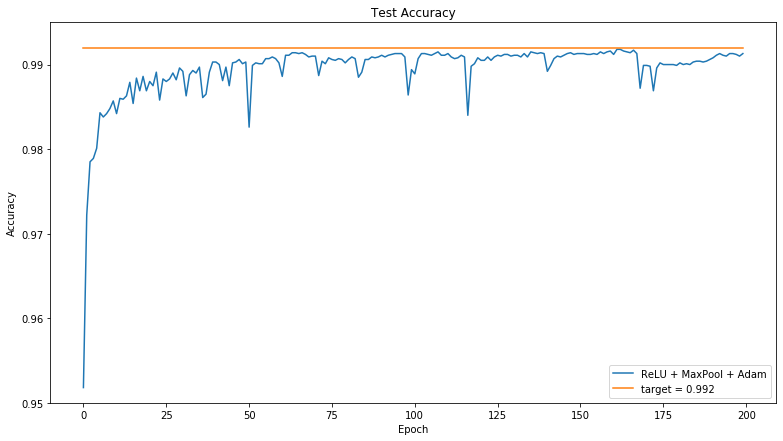 Test Accuracy
Accuracy
0.99
0.98
0.97
0.96
0.95
0 25 50 75 100 125 150 175 200
Epoch
ReLU + MaxPool + Adam
target = 0.992